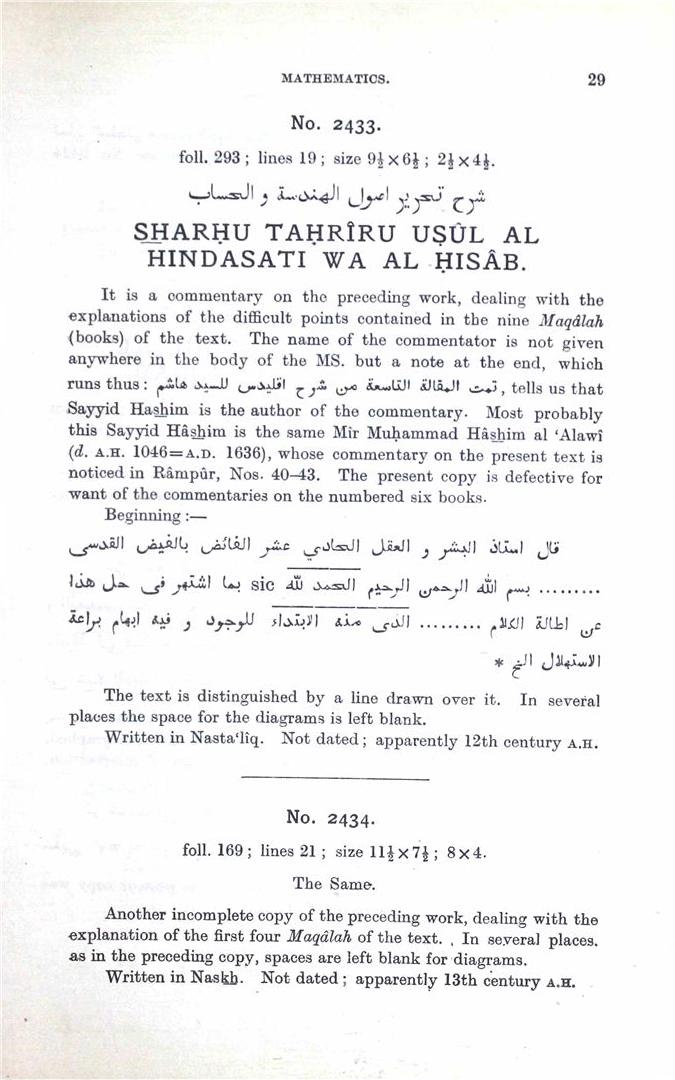 MATHEMATICS. 29
No. 2433.
foll. 293 ; lines 19 ; size 9½ × 6½ ; 2½ × 4½.
شرح تحرير اصول الهندسة و الحساب
SHARḤU TAḤRÎRU UṢÛL AL
HINDASATI WA AL ḤISÂB.
It is a commentary on the preceding work, dealing with the
explanations of the difficult points contained in the nine Maqâlah
(books) of the text. The name of the commentator is not given
anywhere in the body of the MS. but a note at the end, which
runs thus : تمت المقالة التاسعة من شرح اقليدس للسيد هاشم, tells us that
Sayyid Hashim is the author of the commentary. Most probably
this Sayyid Hâshim is the same Mîr Muḥammad Hâshim al ‘Alawî
(d. A.H. 1046=A.D. 1636), whose commentary on the present text is
noticed in Râmpûr, Nos. 40–43. The present copy is defective for
want of the commentaries on the numbered six books.
Beginning :—
قال استاذ البشر و العقل الحادي عشر الفائض بالفيض القدسى
......... بسم الله الرحمن الرحيم الحمد لله sic بما اشتهر فى حل هذا
عن اطالة الكلام ......... الذى منه الابتداء للوجود و فيه ايهام براعة
الاستهلال الخ *
The text is distinguished by a line drawn over it. In several
places the space for the diagrams is left blank.
Written in Nasta‘lîq. Not dated ; apparently 12th century A.H.
No. 2434.
foll. 169 ; lines 21 ; size 11½ × 7½ ; 8 × 4.
The Same.
Another incomplete copy of the preceding work, dealing with the
explanation of the first four Maqâlah of the text. In several places.
as in the preceding copy, spaces are left blank for diagrams.
Written in Naskh. Not dated ; apparently 13th century A.H.